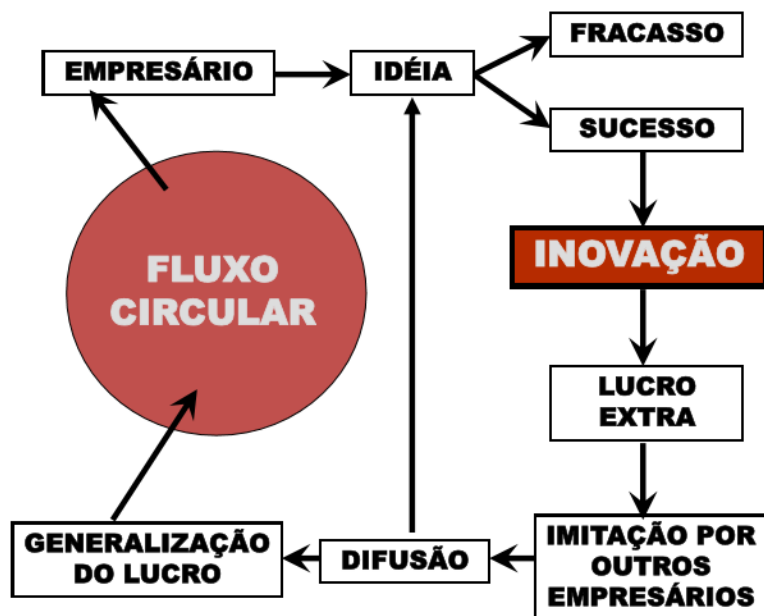 FRACASSO
EMPRESÁRIO
IDÉIA
SUCESSO
INOVAÇÃO
FLUXO
CIRCULAR
LUCRO
EXTRA
GENERALIZAÇÃO
DO LUCRO
DIFUSÃO
IMITAÇÃO POR
OUTROS
EMPRESÁRIOS